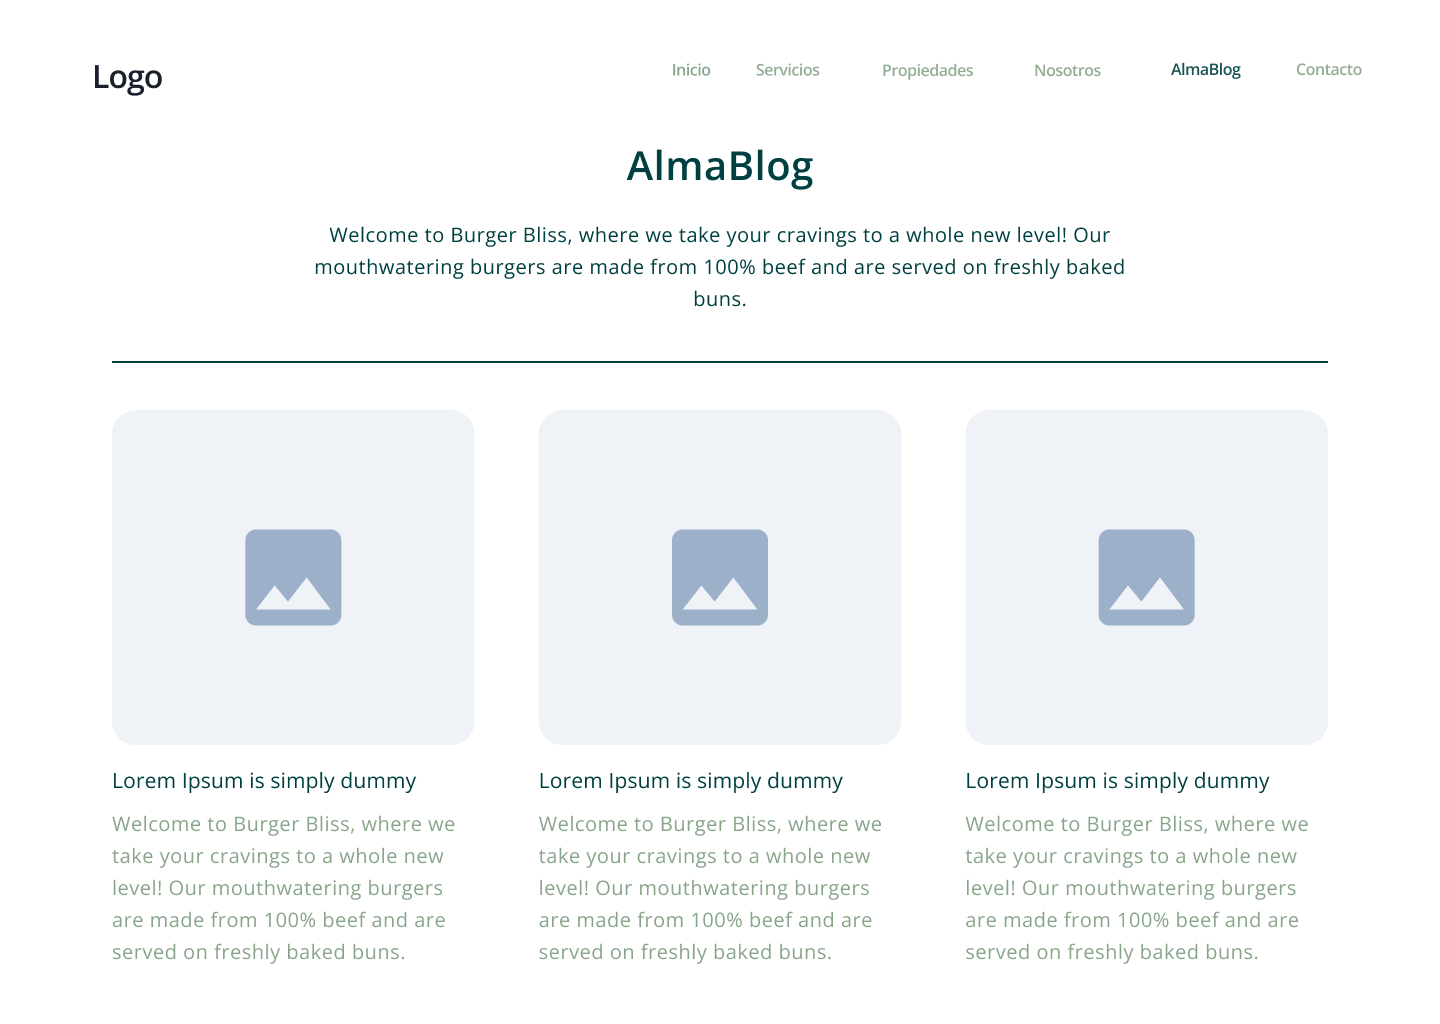 Logo
Inicio Servicios Propiedades Nosotros AlmaBlog Contacto
AlmaBlog
Welcome to Burger Bliss, where we take your cravings to a whole new level! Our
mouthwatering burgers are made from 100% beef and are served on freshly baked
buns.
Lorem Ipsum is simply dummy
Welcome to Burger Bliss, where we
take your cravings to a whole new
level! Our mouthwatering burgers
are made from 100% beef and are
served on freshly baked buns.
Lorem Ipsum is simply dummy
Welcome to Burger Bliss, where we
take your cravings to a whole new
level! Our mouthwatering burgers
are made from 100% beef and are
served on freshly baked buns.
Lorem Ipsum is simply dummy
Welcome to Burger Bliss, where we
take your cravings to a whole new
level! Our mouthwatering burgers
are made from 100% beef and are
served on freshly baked buns.